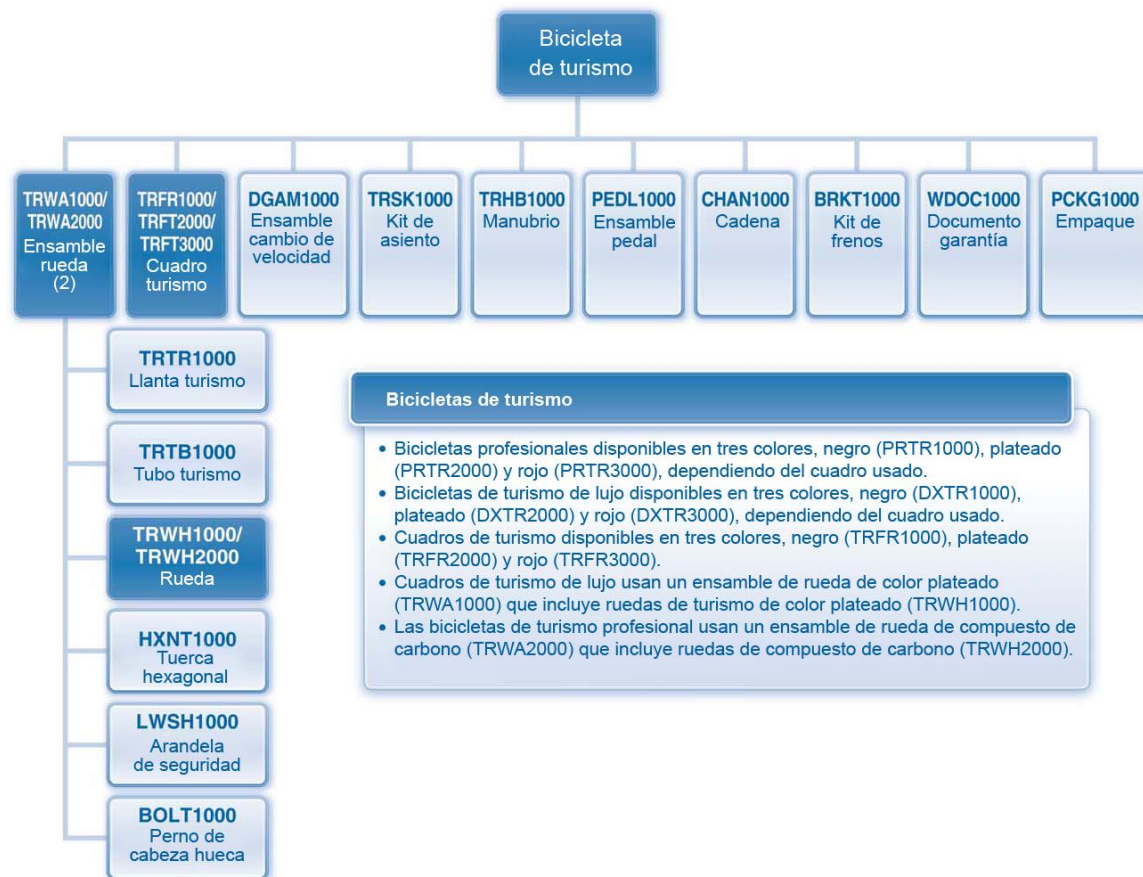 Bicicleta
de turismo
TRWA1000/
TRWA2000
Ensamble
rueda
(2)
TRFR1000/
TRFT2000/
TRFT3000
Cuadro
turismo
DGAM1000
Ensamble
cambio de
velocidad
TRSK1000
Kit de
asiento
TRHB1000
Manubrio
PEDL1000
Ensamble
pedal
CHAN1000
Cadena
BRKT1000
Kit de
frenos
WDOC1000
Documento
garantía
PCKG1000
Empaque
TRTR1000
Llanta turismo
TRTB1000
Tubo turismo
TRWH1000/
TRWH2000
Rueda
HXNT1000
Tuerca
hexagonal
LWSH1000
Arandela
de seguridad
BOLT1000
Perno de
cabeza hueca
Bicicletas de turismo
• Bicicletas profesionales disponibles en tres colores, negro (PRTR1000), plateado
(PRTR2000) y rojo (PRTR3000), dependiendo del cuadro usado.
• Bicicletas de turismo de lujo disponibles en tres colores, negro (DXTR1000),
plateado (DXTR2000) y rojo (DXTR3000), dependiendo del cuadro usado.
• Cuadros de turismo disponibles en tres colores, negro (TRFR1000), plateado
(TRFR2000) y rojo (TRFR3000).
• Cuadros de turismo de lujo usan un ensamble de rueda de color plateado
(TRWA1000) que incluye ruedas de turismo de color plateado (TRWH1000).
• Las bicicletas de turismo profesional usan un ensamble de rueda de compuesto de
carbono (TRWA2000) que incluye ruedas de compuesto de carbono (TRWH2000).